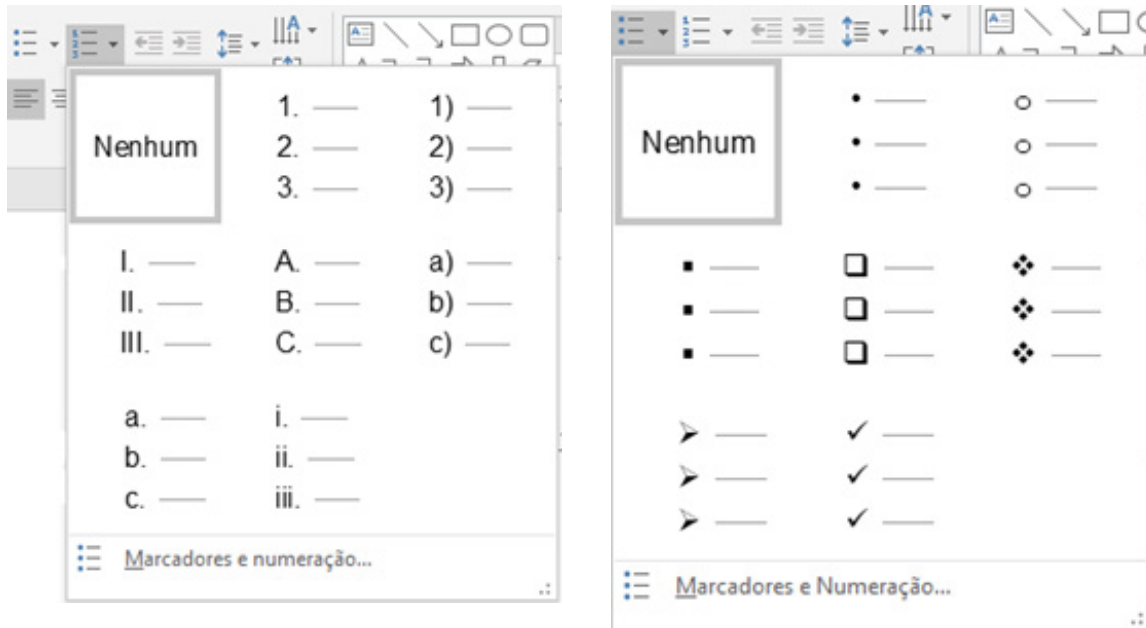 Nenhum
1.
2.
3.
1)
2)
3)
I.
II.
III.
A.
B.
C.
a)
b)
c)
a.
b.
c.
i.
ii.
iii.
Marcadores e numeração...
Nenhum
Marcadores e Numeração...